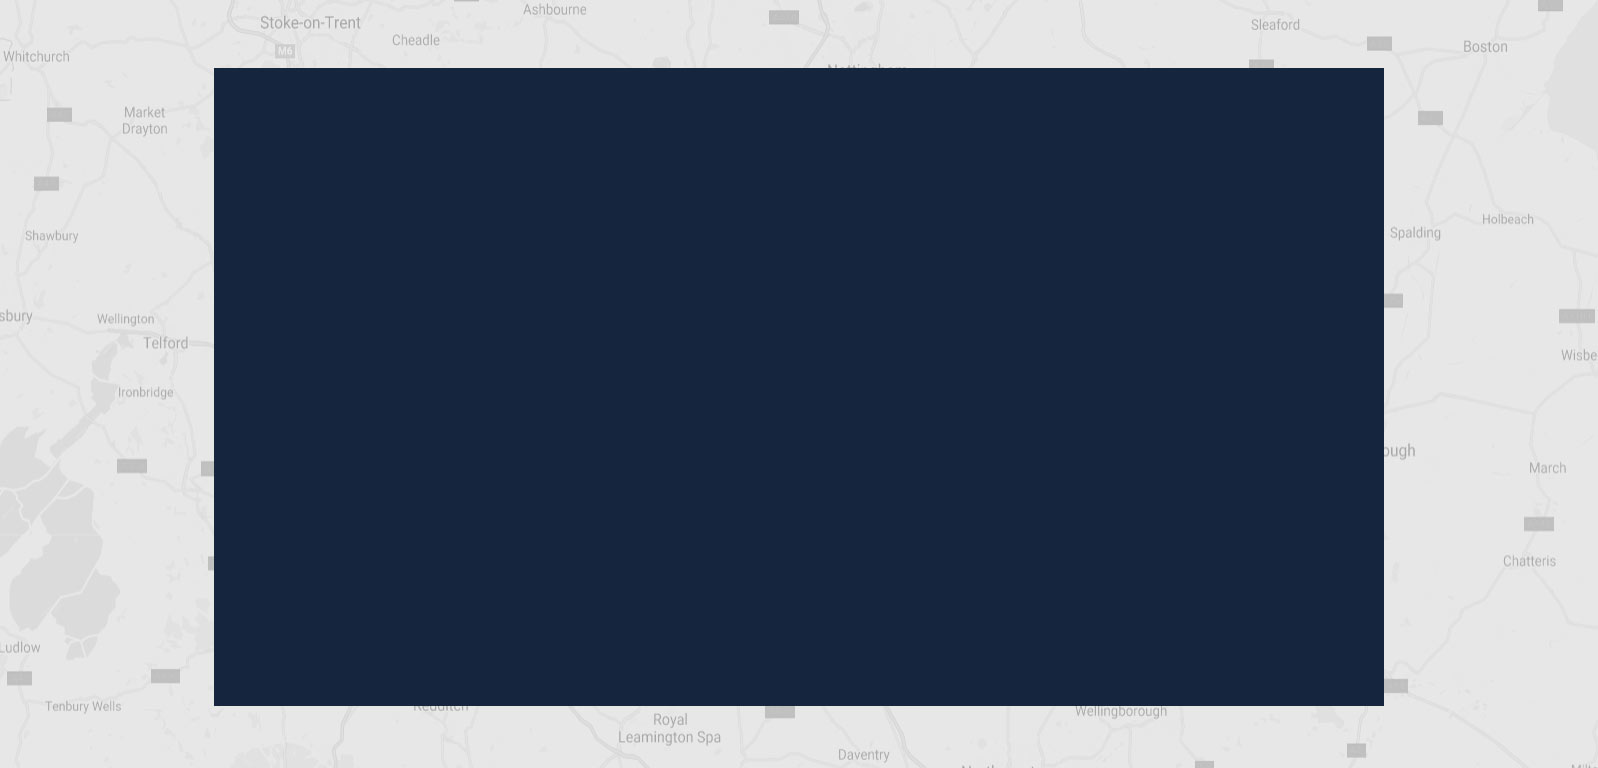 Stoke-on-Trent
Ashbourne
Sleaford
Cheadle
M6
Boston
Whitchurch
Market
Drayton
Holbeach
Spalding
Shawbury
sbury
Wellington
Telford
Wisbe
Ironbridge
ough
March
Chatteris
Ludlow
Tenbury Wells
Wellingborough
Royal
Leamington Spa
Daventry